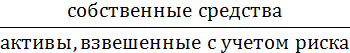 собственные средства
активы, взвешенные с учетом риска